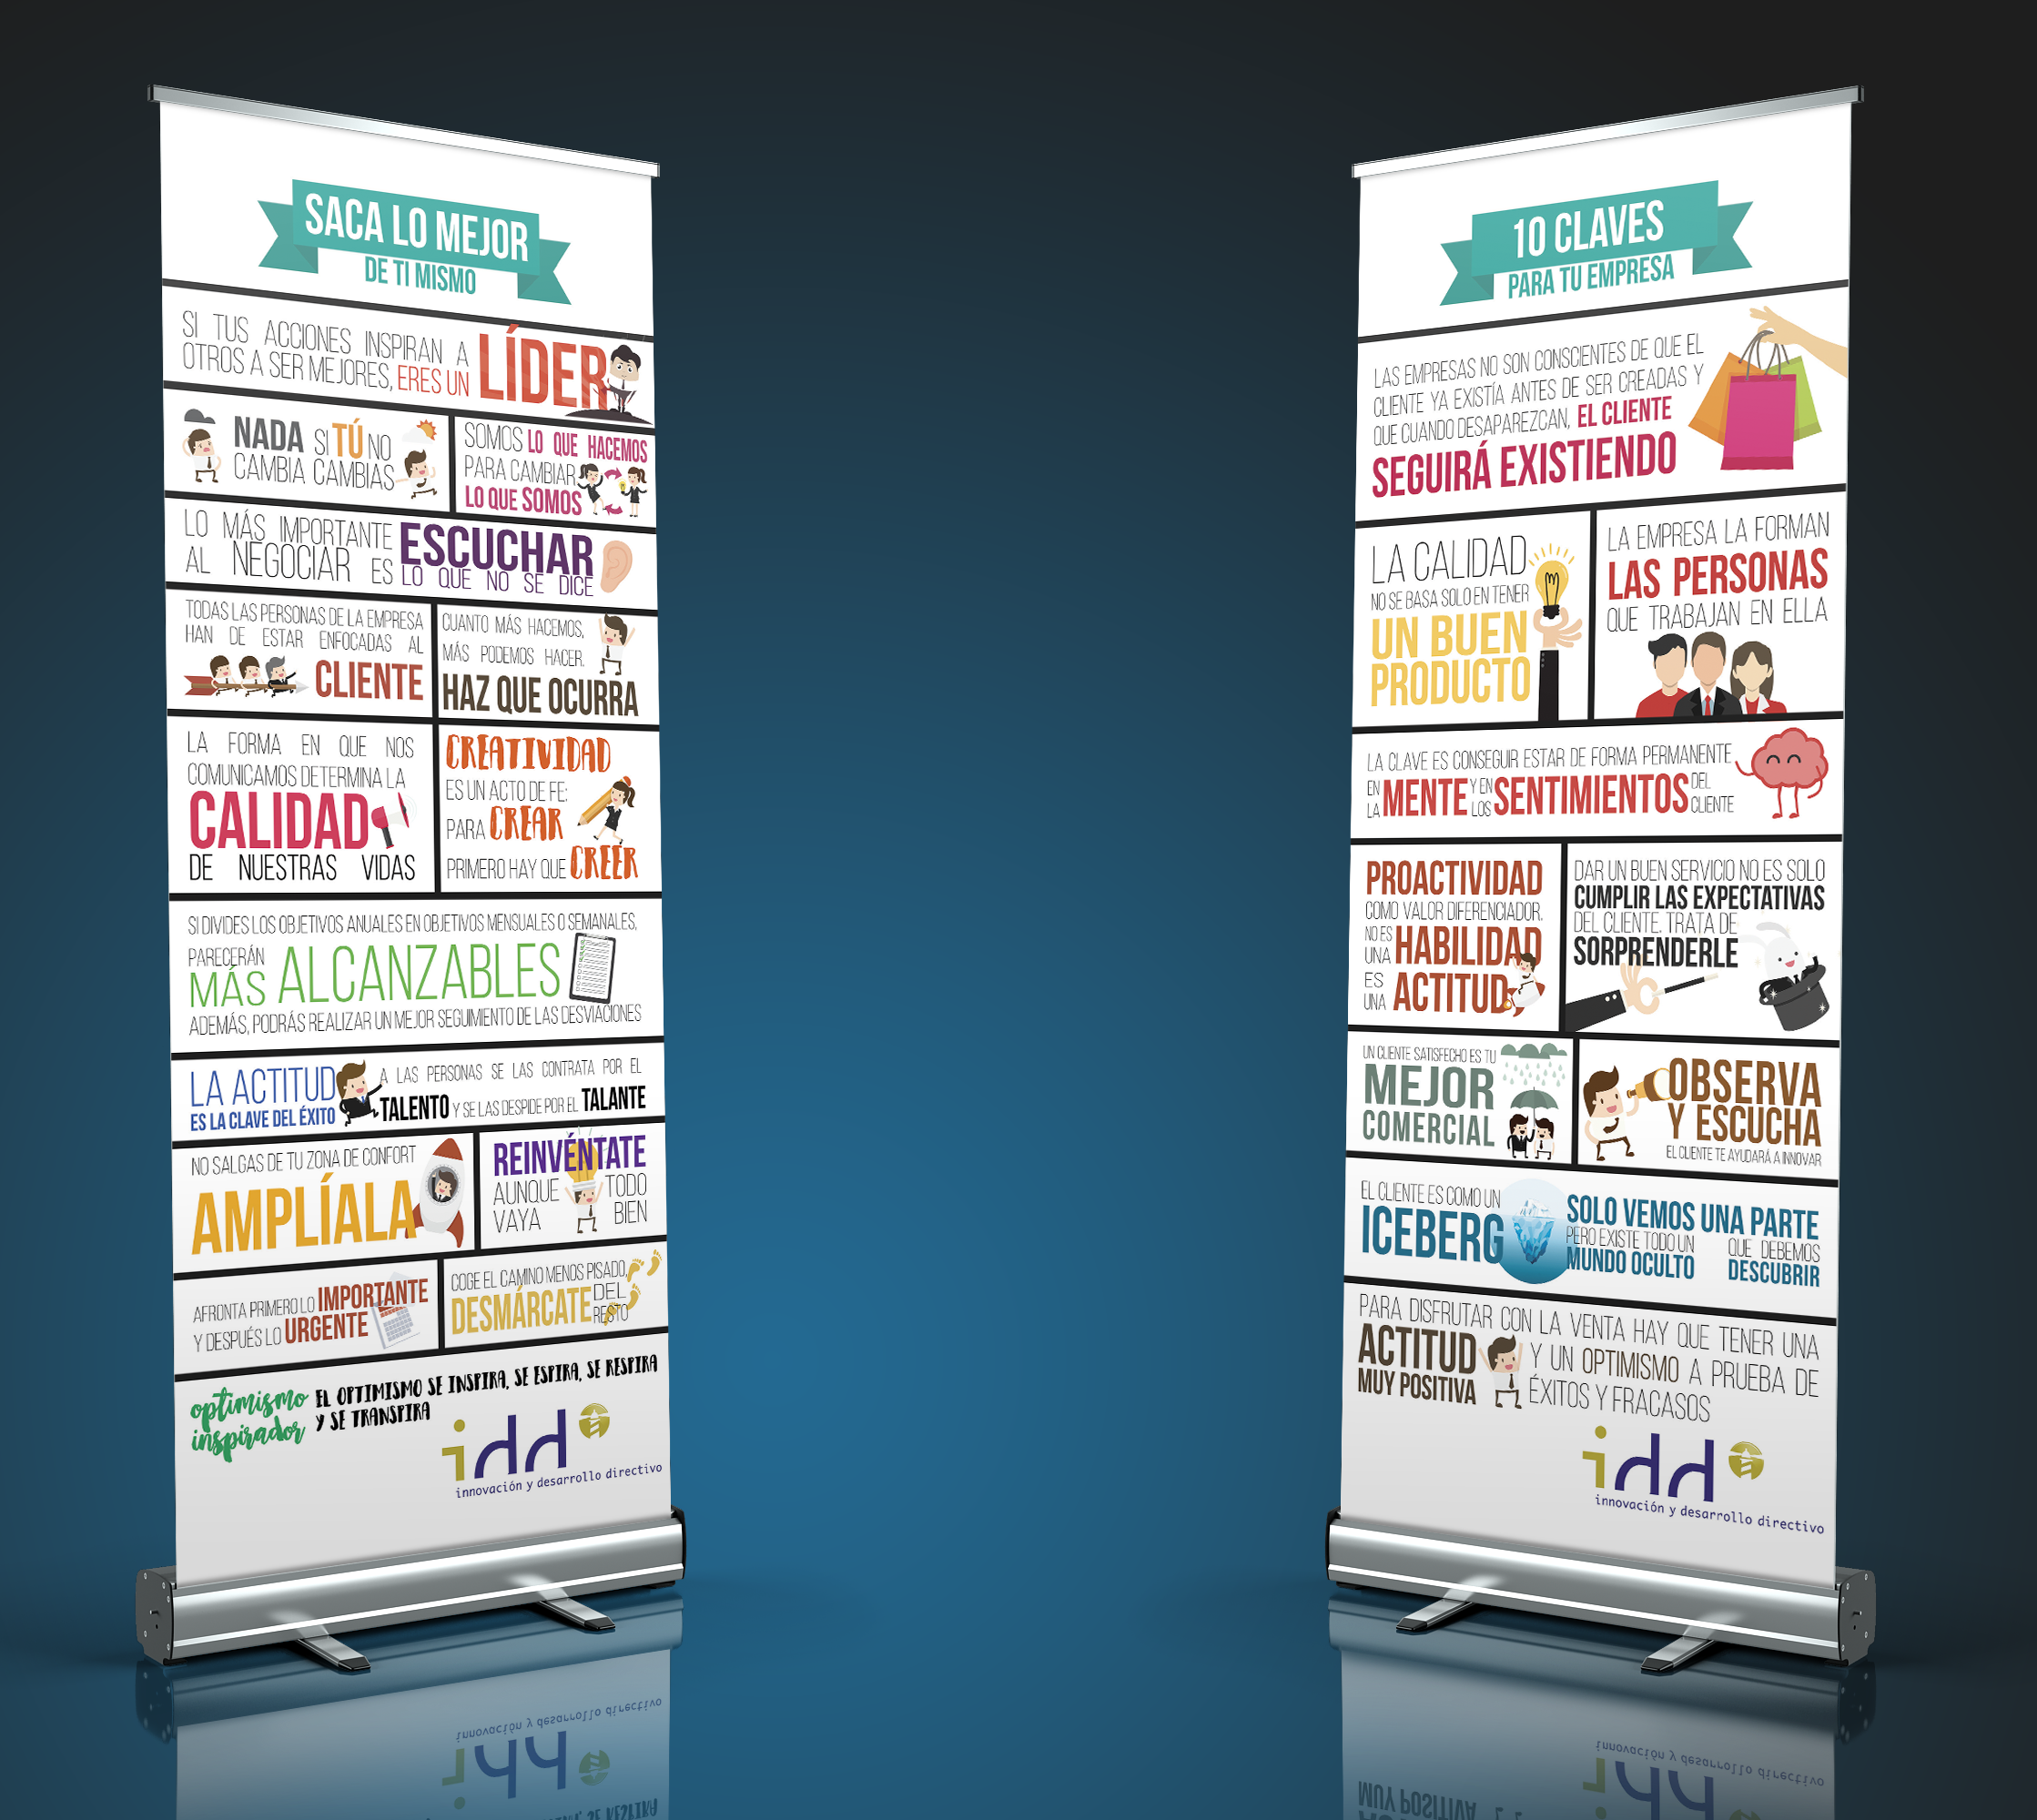 SACA LO MEJOR
DE TI MISMO
SI TUS ACCIONES INSPIRAN A
OTROS A SER MEJORES, ERES UN
LÍDER
NADA SI TÚ NO
CAMBIA CAMBIAS
SOMOS LO QUE HACEMOS
PARA CAMBIAR
LO QUE SOMOS
LO MÁS IMPORTANTE
AL NEGOCIAR ES
ESCUCHAR
LO QUE NO SE DICE
TODAS LAS PERSONAS DE LA EMPRESA
HAN DE ESTAR ENFOCADAS AL
CLIENTE
CUANTO MÁS HACEMOS,
MÁS PODEMOS HACER.
HAZ QUE OCURRA
LA FORMA EN QUE NOS
COMUNICAMOS DETERMINA LA
CALIDAD
DE NUESTRAS VIDAS
CREATIVIDAD
ES UN ACTO DE FE:
PARA CREAR
PRIMERO HAY QUE CREER
SI DIVIDES LOS OBJETIVOS ANUALES EN OBJETIVOS MENSUALES O SEMANALES,
PARECERÁN
MÁS ALCANZABLES
ADEMÁS, PODRÁS REALIZAR UN MEJOR SEGUIMIENTO DE LAS DESVIACIONES
LA ACTITUD
ES LA CLAVE DEL ÉXITO
A LAS PERSONAS SE LAS CONTRATA POR EL
TALENTO Y SE LAS DESPIDE POR EL TALANTE
NO SALGAS DE TU ZONA DE CONFORT
AMPLÍALA
REINVÉNTATE
AUNQUE TODO
VAYA BIEN
AFRONTA PRIMERO LO IMPORTANTE
Y DESPUÉS LO URGENTE
COGE EL CAMINO MENOS PISADO,
DESMÁRCATE DEL
RESTO
optimismo
inspirador
EL OPTIMISMO SE INSPIRA, SE ESPIRA, SE RESPIRA
Y SE TRANSPIRA
idd
innovación y desarrollo directivo
10 CLAVES
PARA TU EMPRESA
LAS EMPRESAS NO SON CONSCIENTES DE QUE EL
CLIENTE YA EXISTÍA ANTES DE SER CREADAS Y
QUE CUANDO DESAPAREZCAN, EL CLIENTE
SEGUIRÁ EXISTIENDO
LA CALIDAD
NO SE BASA SOLO EN TENER
UN BUEN
PRODUCTO
LA EMPRESA LA FORMAN
LAS PERSONAS
QUE TRABAJAN EN ELLA
LA CLAVE ES CONSEGUIR ESTAR DE FORMA PERMANENTE
EN LA MENTE Y EN LOS SENTIMIENTOS DEL CLIENTE
PROACTIVIDAD
COMO VALOR DIFERENCIADOR.
NO ES
UNA HABILIDAD
ES
UNA ACTITUD
DAR UN BUEN SERVICIO NO ES SOLO
CUMPLIR LAS EXPECTATIVAS
DEL CLIENTE. TRATA DE
SORPRENDERLE
UN CLIENTE SATISFECHO ES TU
MEJOR
COMERCIAL
OBSERVA
Y ESCUCHA
EL CLIENTE TE AYUDARÁ A INNOVAR
EL CLIENTE ES COMO UN
ICEBERG
SOLO VEMOS UNA PARTE
PERO EXISTE TODO UN QUE DEBEMOS
MUNDO OCULTO DESCUBRIR
PARA DISFRUTAR CON LA VENTA HAY QUE TENER UNA
ACTITUD
MUY POSITIVA
Y UN OPTIMISMO A PRUEBA DE
ÉXITOS Y FRACASOS
idd
innovación y desarrollo directivo